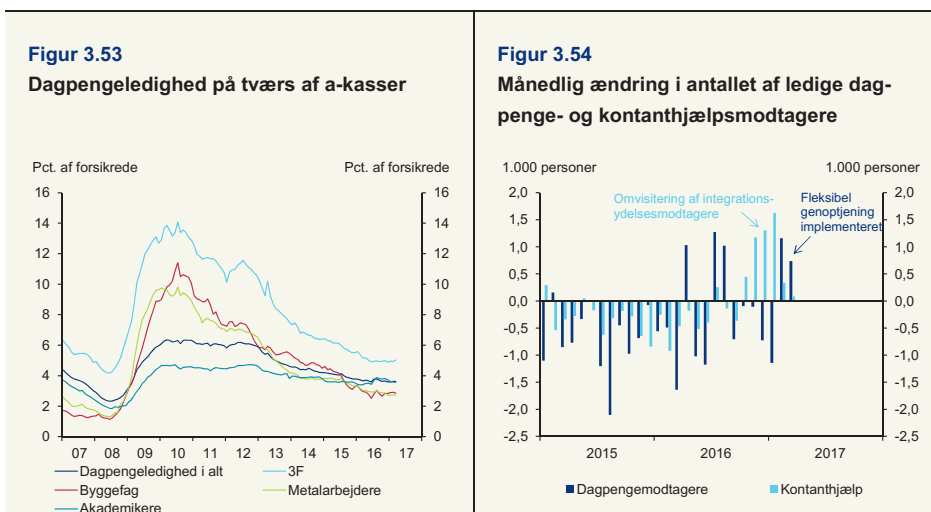 Figur 3.53
Dagpengeledighed på tværs af a-kasser
Pct. af forsikrede
Pct. af forsikrede
16
16
14
14
12
12
10
10
8
8
6
6
4
4
2
2
0
0
07 08 09 10 11 12 13 14 15 16 17
Dagpengeledighed i alt
3F
Byggefag
Metalarbejdere
Akademikere
Figur 3.54
Månedlig ændring i antallet af ledige dag-
penge- og kontanthjælpsmodtagere
1.000 personer
1.000 personer
Omvisitering af integrations-
ydelsesmodtagere
Fleksibel
genoptjening
implementeret
2,0
2,0
1,5
1,5
1,0
1,0
0,5
0,5
0,0
0,0
-0,5
-0,5
-1,0
-1,0
-1,5
-1,5
-2,0
-2,0
-2,5
-2,5
2015 2016 2017
Dagpengemodtagere
Kontanthjælp